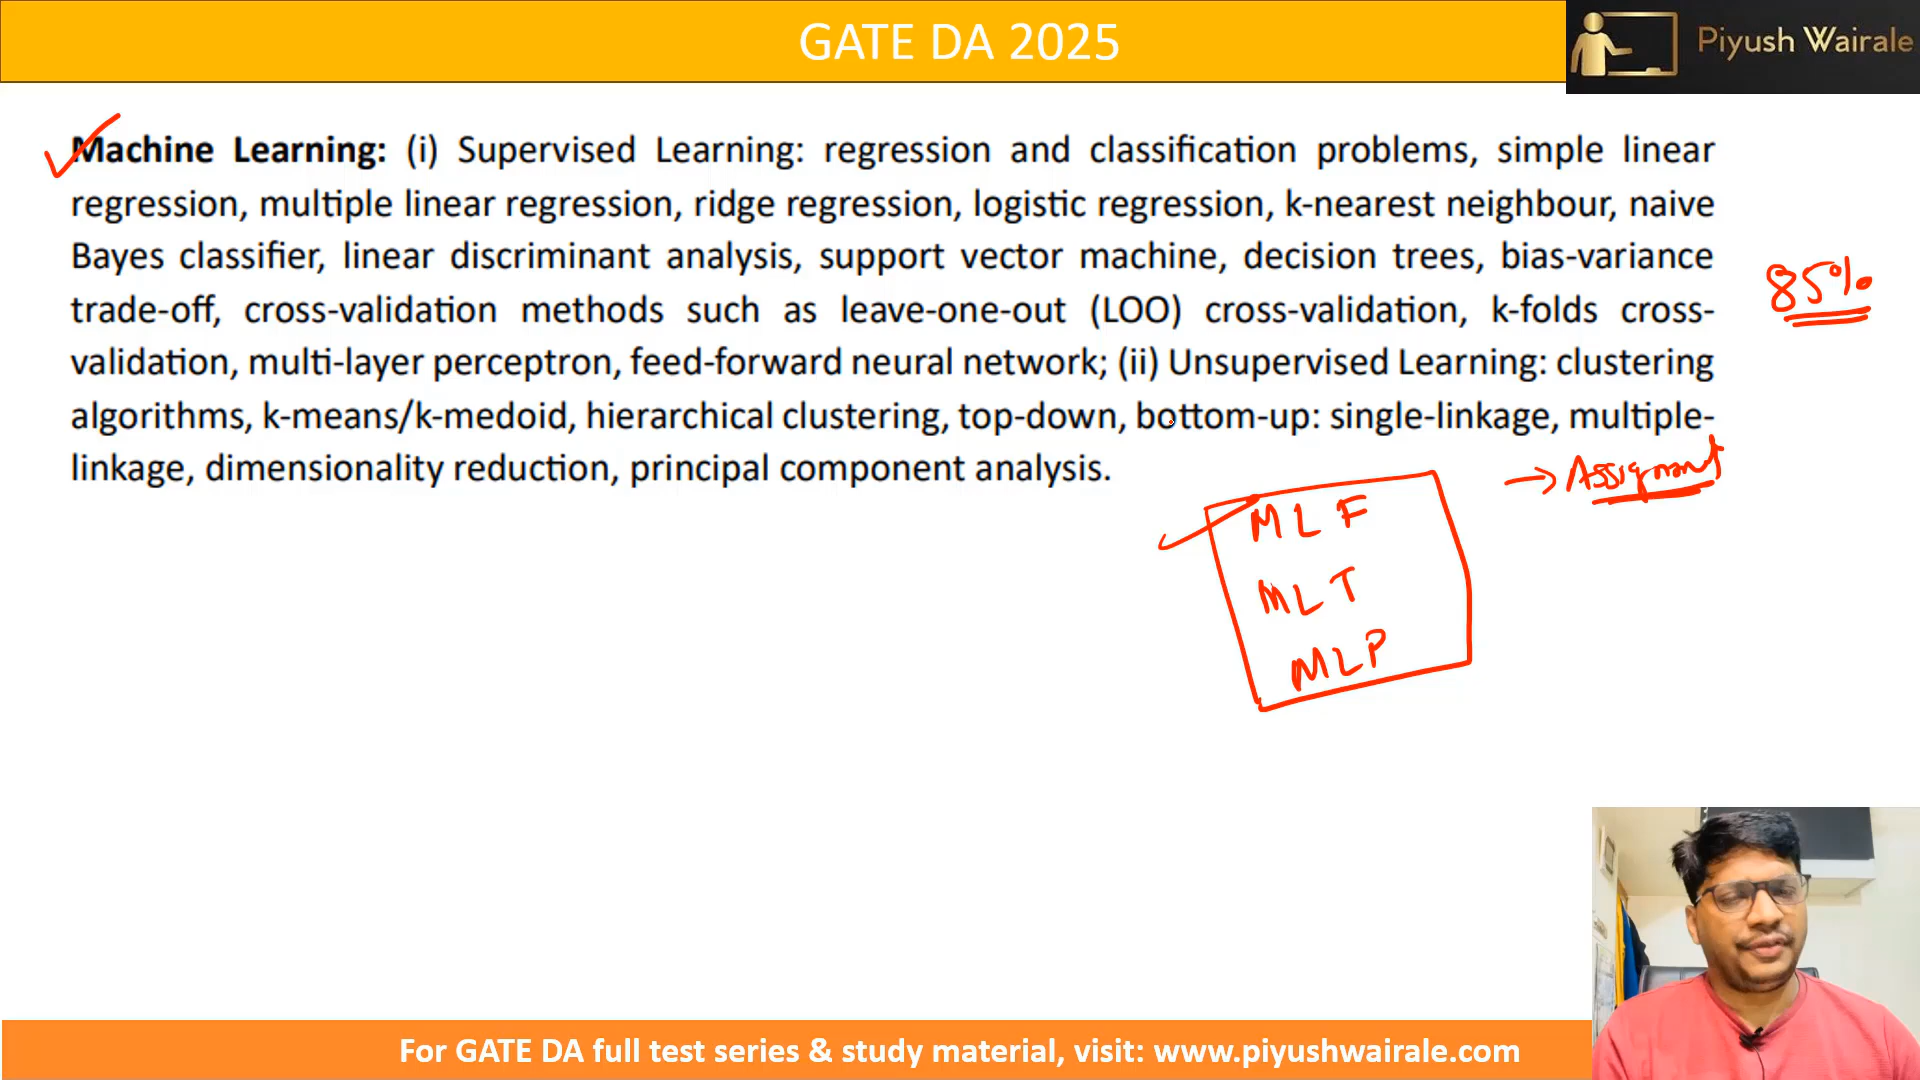 GATE DA 2025
Piyush Wairale
Machine Learning: (i) Supervised Learning: regression and classification problems, simple linear
regression, multiple linear regression, ridge regression, logistic regression, k-nearest neighbour, naive
Bayes classifier, linear discriminant analysis, support vector machine, decision trees, bias-variance
trade-off, cross-validation methods such as leave-one-out (LOO) cross-validation, k-folds cross-
validation, multi-layer perceptron, feed-forward neural network; (ii) Unsupervised Learning: clustering
algorithms, k-means/k-medoid, hierarchical clustering, top-down, bottom-up: single-linkage, multiple-
linkage, dimensionality reduction, principal component analysis.
85%
→ Assignment
MLF
MLT
MLP
For GATE DA full test series & study material, visit: www.piyushwairale.com